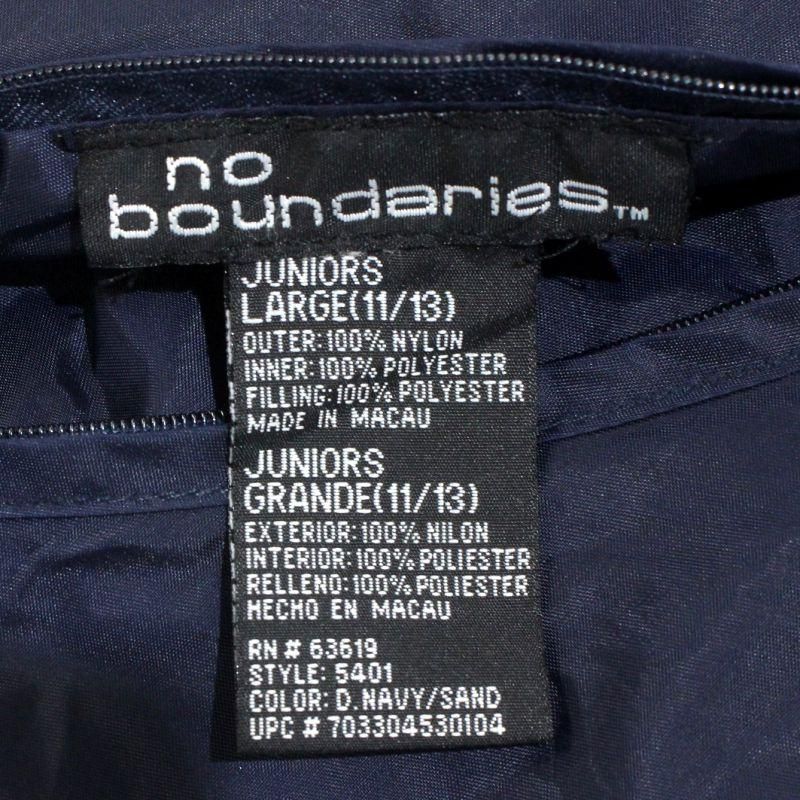 no
boundaries™
JUNIORS
LARGE(11/13)
OUTER:100% NYLON
INNER:100% POLYESTER
FILLING:100% POLYESTER
MADE IN MACAU
JUNIORS
GRANDE(11/13)
EXTERIOR:100% NILON
INTERIOR:100% POLIESTER
RELLENO:100% POLIESTER
HECHO EN MACAU
RN # 63619
STYLE: 5401
COLOR: D.NAVY/SAND
UPC # 703304530104